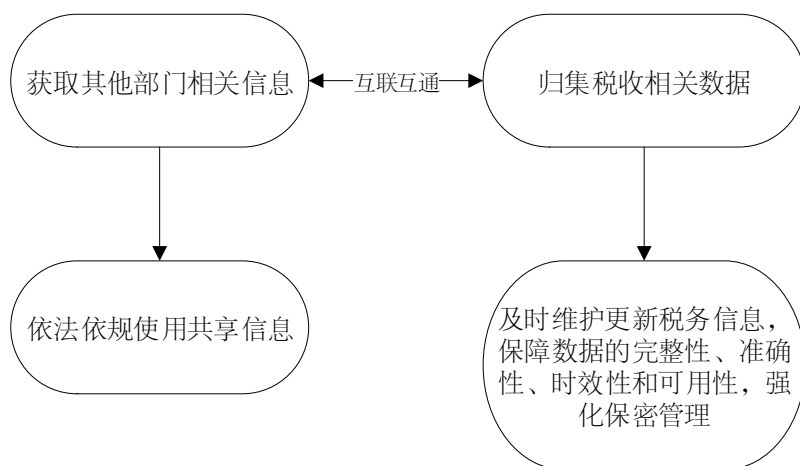 获取其他部门相关信息
互联互通
归集税收相关数据
依法依规使用共享信息
及时维护更新税务信息，
保障数据的完整性、准确
性、时效性和可用性，强
化保密管理